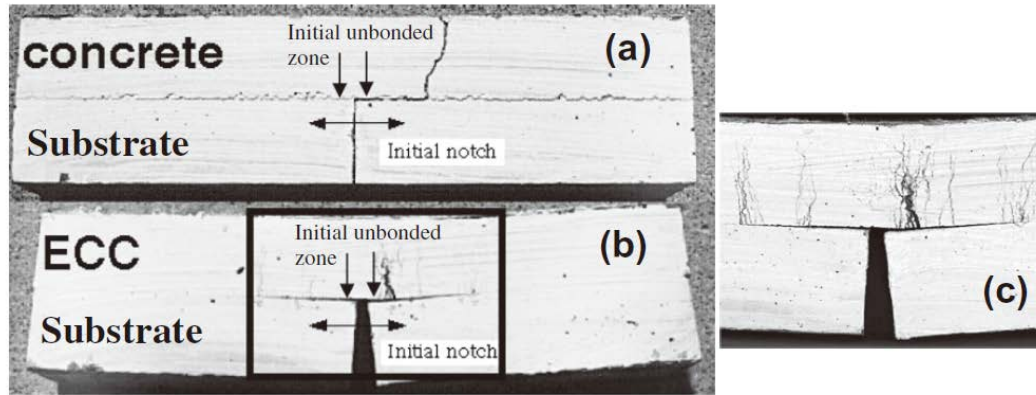 Initial unbonded
zone
(a)
concrete
Substrate
Initial notch
ECC
Initial unbonded
zone
(b)
Substrate
Initial notch
(c)